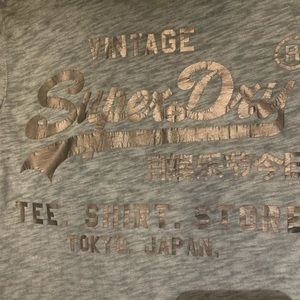 VINTAGE
®
SuperDry
TEE. SHIRT. STORE
TOKYO. JAPAN.